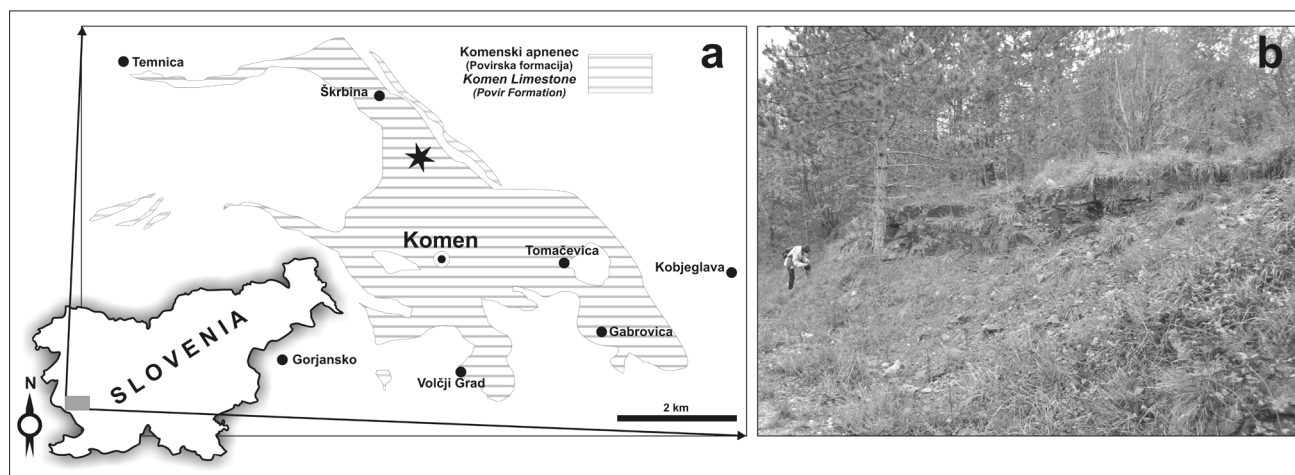 a
Temnica
Komenski apnenec
(Povirska formacija)
Komen Limestone
(Povir Formation)
Škrbina
Komen
Tomačevica
Kobjeglava
Gabrovica
SLOVENIA
Gorjansko
Volčji Grad
N
2 km
b